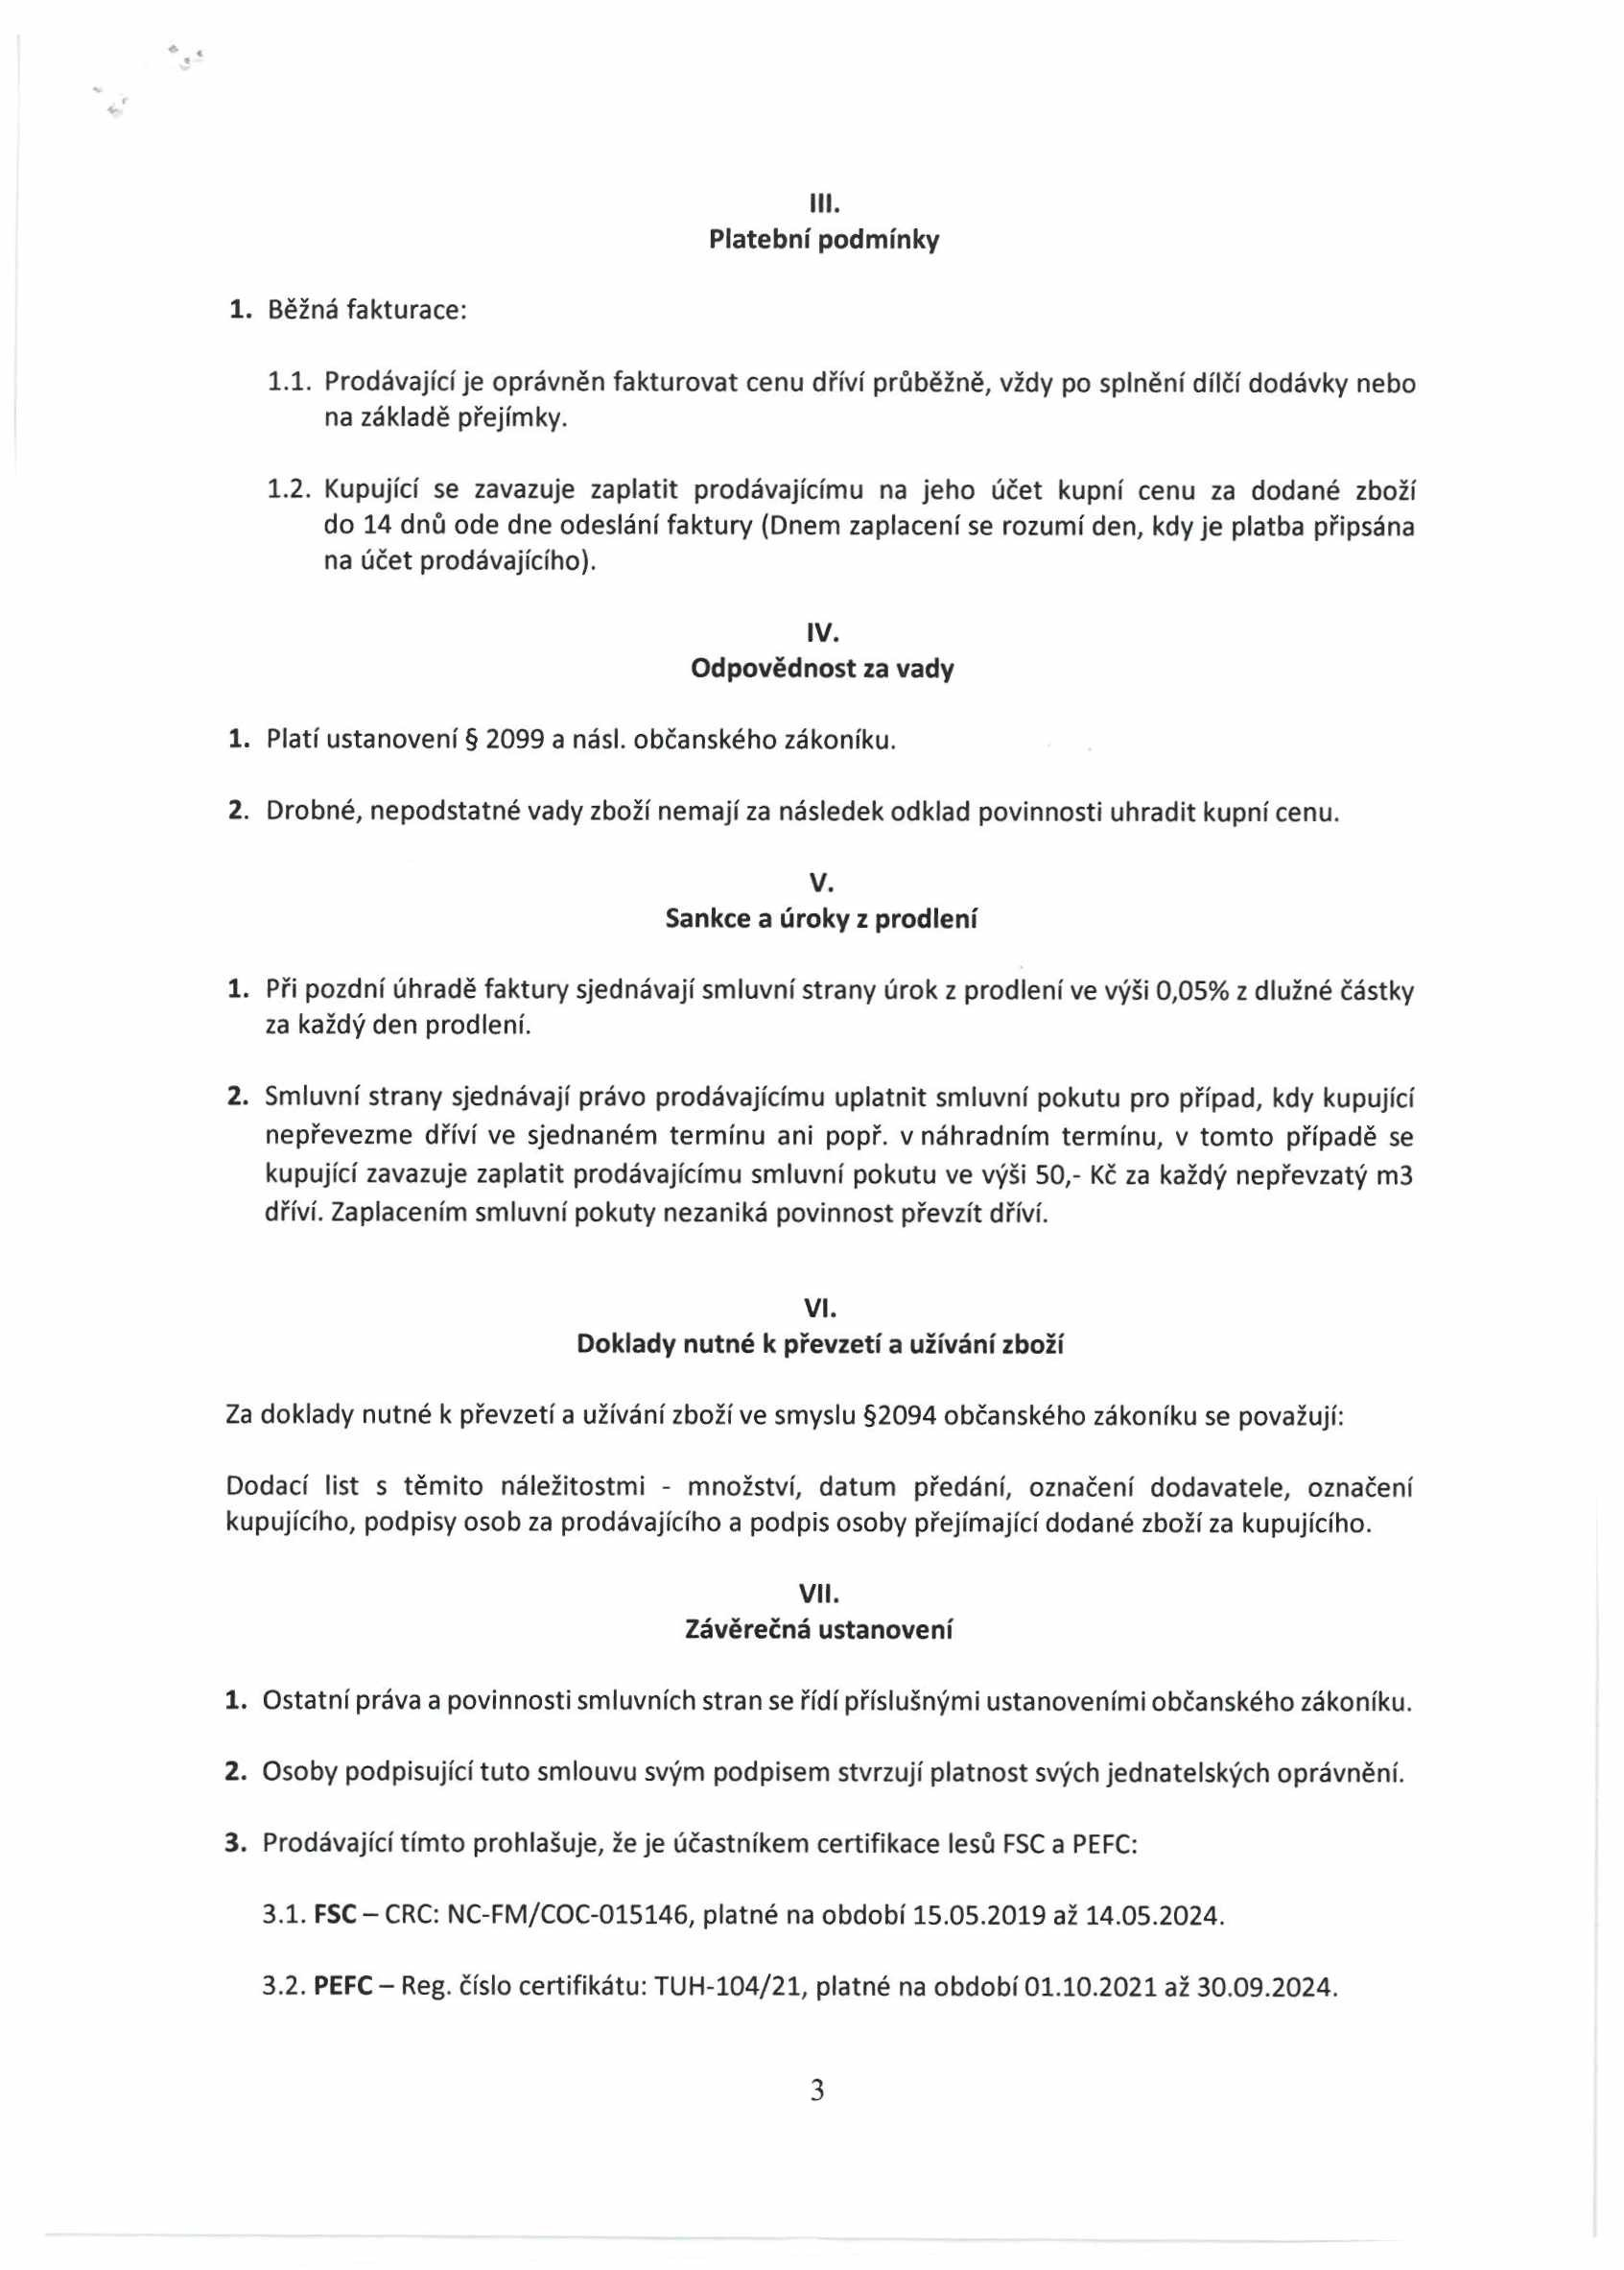 III.
Platební podmínky
1. Běžná fakturace:
1.1. Prodávající je oprávněn fakturovat cenu dříví průběžně, vždy po splnění dílčí dodávky nebo
na základě přejímky.
1.2. Kupující se zavazuje zaplatit prodávajícímu na jeho účet kupní cenu za dodané zboží
do 14 dnů ode dne odeslání faktury (Dnem zaplacení se rozumí den, kdy je platba připsána
na účet prodávajícího).
IV.
Odpovědnost za vady
1. Platí ustanovení § 2099 a násl. občanského zákoníku.
2. Drobné, nepodstatné vady zboží nemají za následek odklad povinnosti uhradit kupní cenu.
V.
Sankce a úroky z prodlení
1. Při pozdní úhradě faktury sjednávají smluvní strany úrok z prodlení ve výši 0,05% z dlužné částky
za každý den prodlení.
2. Smluvní strany sjednávají právo prodávajícímu uplatnit smluvní pokutu pro případ, kdy kupující
nepřevezme dříví ve sjednaném termínu ani popř. v náhradním termínu, v tomto případě se
kupující zavazuje zaplatit prodávajícímu smluvní pokutu ve výši 50,- Kč za každý nepřevzatý m3
dříví. Zaplacením smluvní pokuty nezaniká povinnost převzít dříví.
VI.
Doklady nutné k převzetí a užívání zboží
Za doklady nutné k převzetí a užívání zboží ve smyslu §2094 občanského zákoníku se považují:
Dodací list s těmito náležitostmi - množství, datum předání, označení dodavatele, označení
kupujícího, podpisy osob za prodávajícího a podpis osoby přejímající dodané zboží za kupujícího.
VII.
Závěrečná ustanovení
1. Ostatní práva a povinnosti smluvních stran se řídí příslušnými ustanoveními občanského zákoníku.
2. Osoby podpisující tuto smlouvu svým podpisem stvrzují platnost svých jednatelských oprávnění.
3. Prodávající tímto prohlašuje, že je účastníkem certifikace lesů FSC a PEFC:
3.1. FSC – CRC: NC-FM/COC-015146, platné na období 15.05.2019 až 14.05.2024.
3.2. PEFC – Reg. číslo certifikátu: TUH-104/21, platné na období 01.10.2021 až 30.09.2024.
3